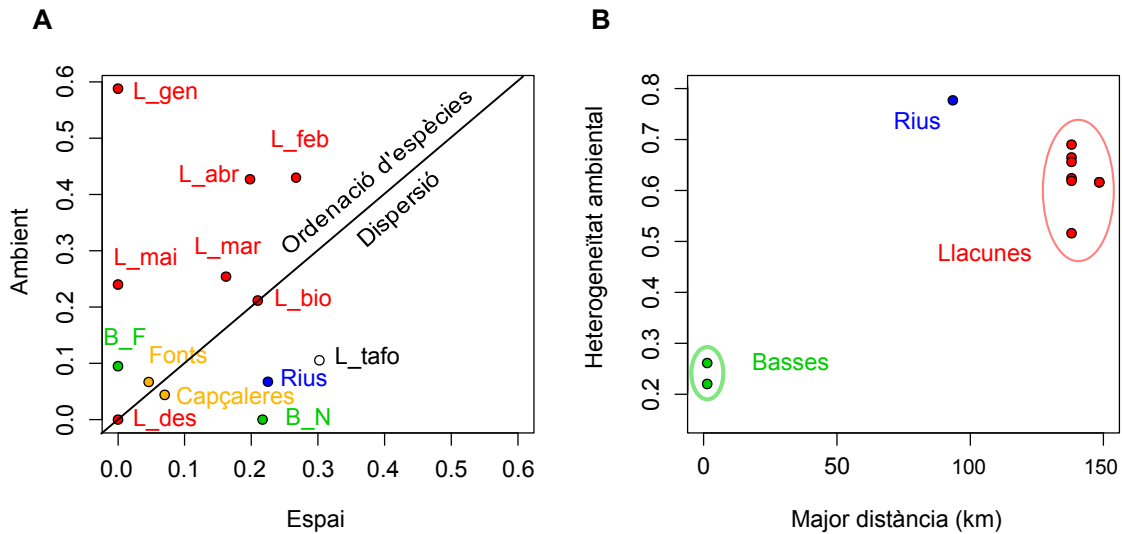 A
Ambient
0.0 0.1 0.2 0.3 0.4 0.5 0.6
L_gen
L_feb
L_abr
Ordenació d'espècies
Dispersió
L_mar
L_mai
L_bio
B_F
Fonts
L_tafo
Rius
Capçaleres
L_des
B_N
0.0 0.1 0.2 0.3 0.4 0.5 0.6
Espai
B
Heterogeneïtat ambiental
0.2 0.3 0.4 0.5 0.6 0.7 0.8
Rius
Llacunes
Basses
0 50 100 150
Major distància (km)